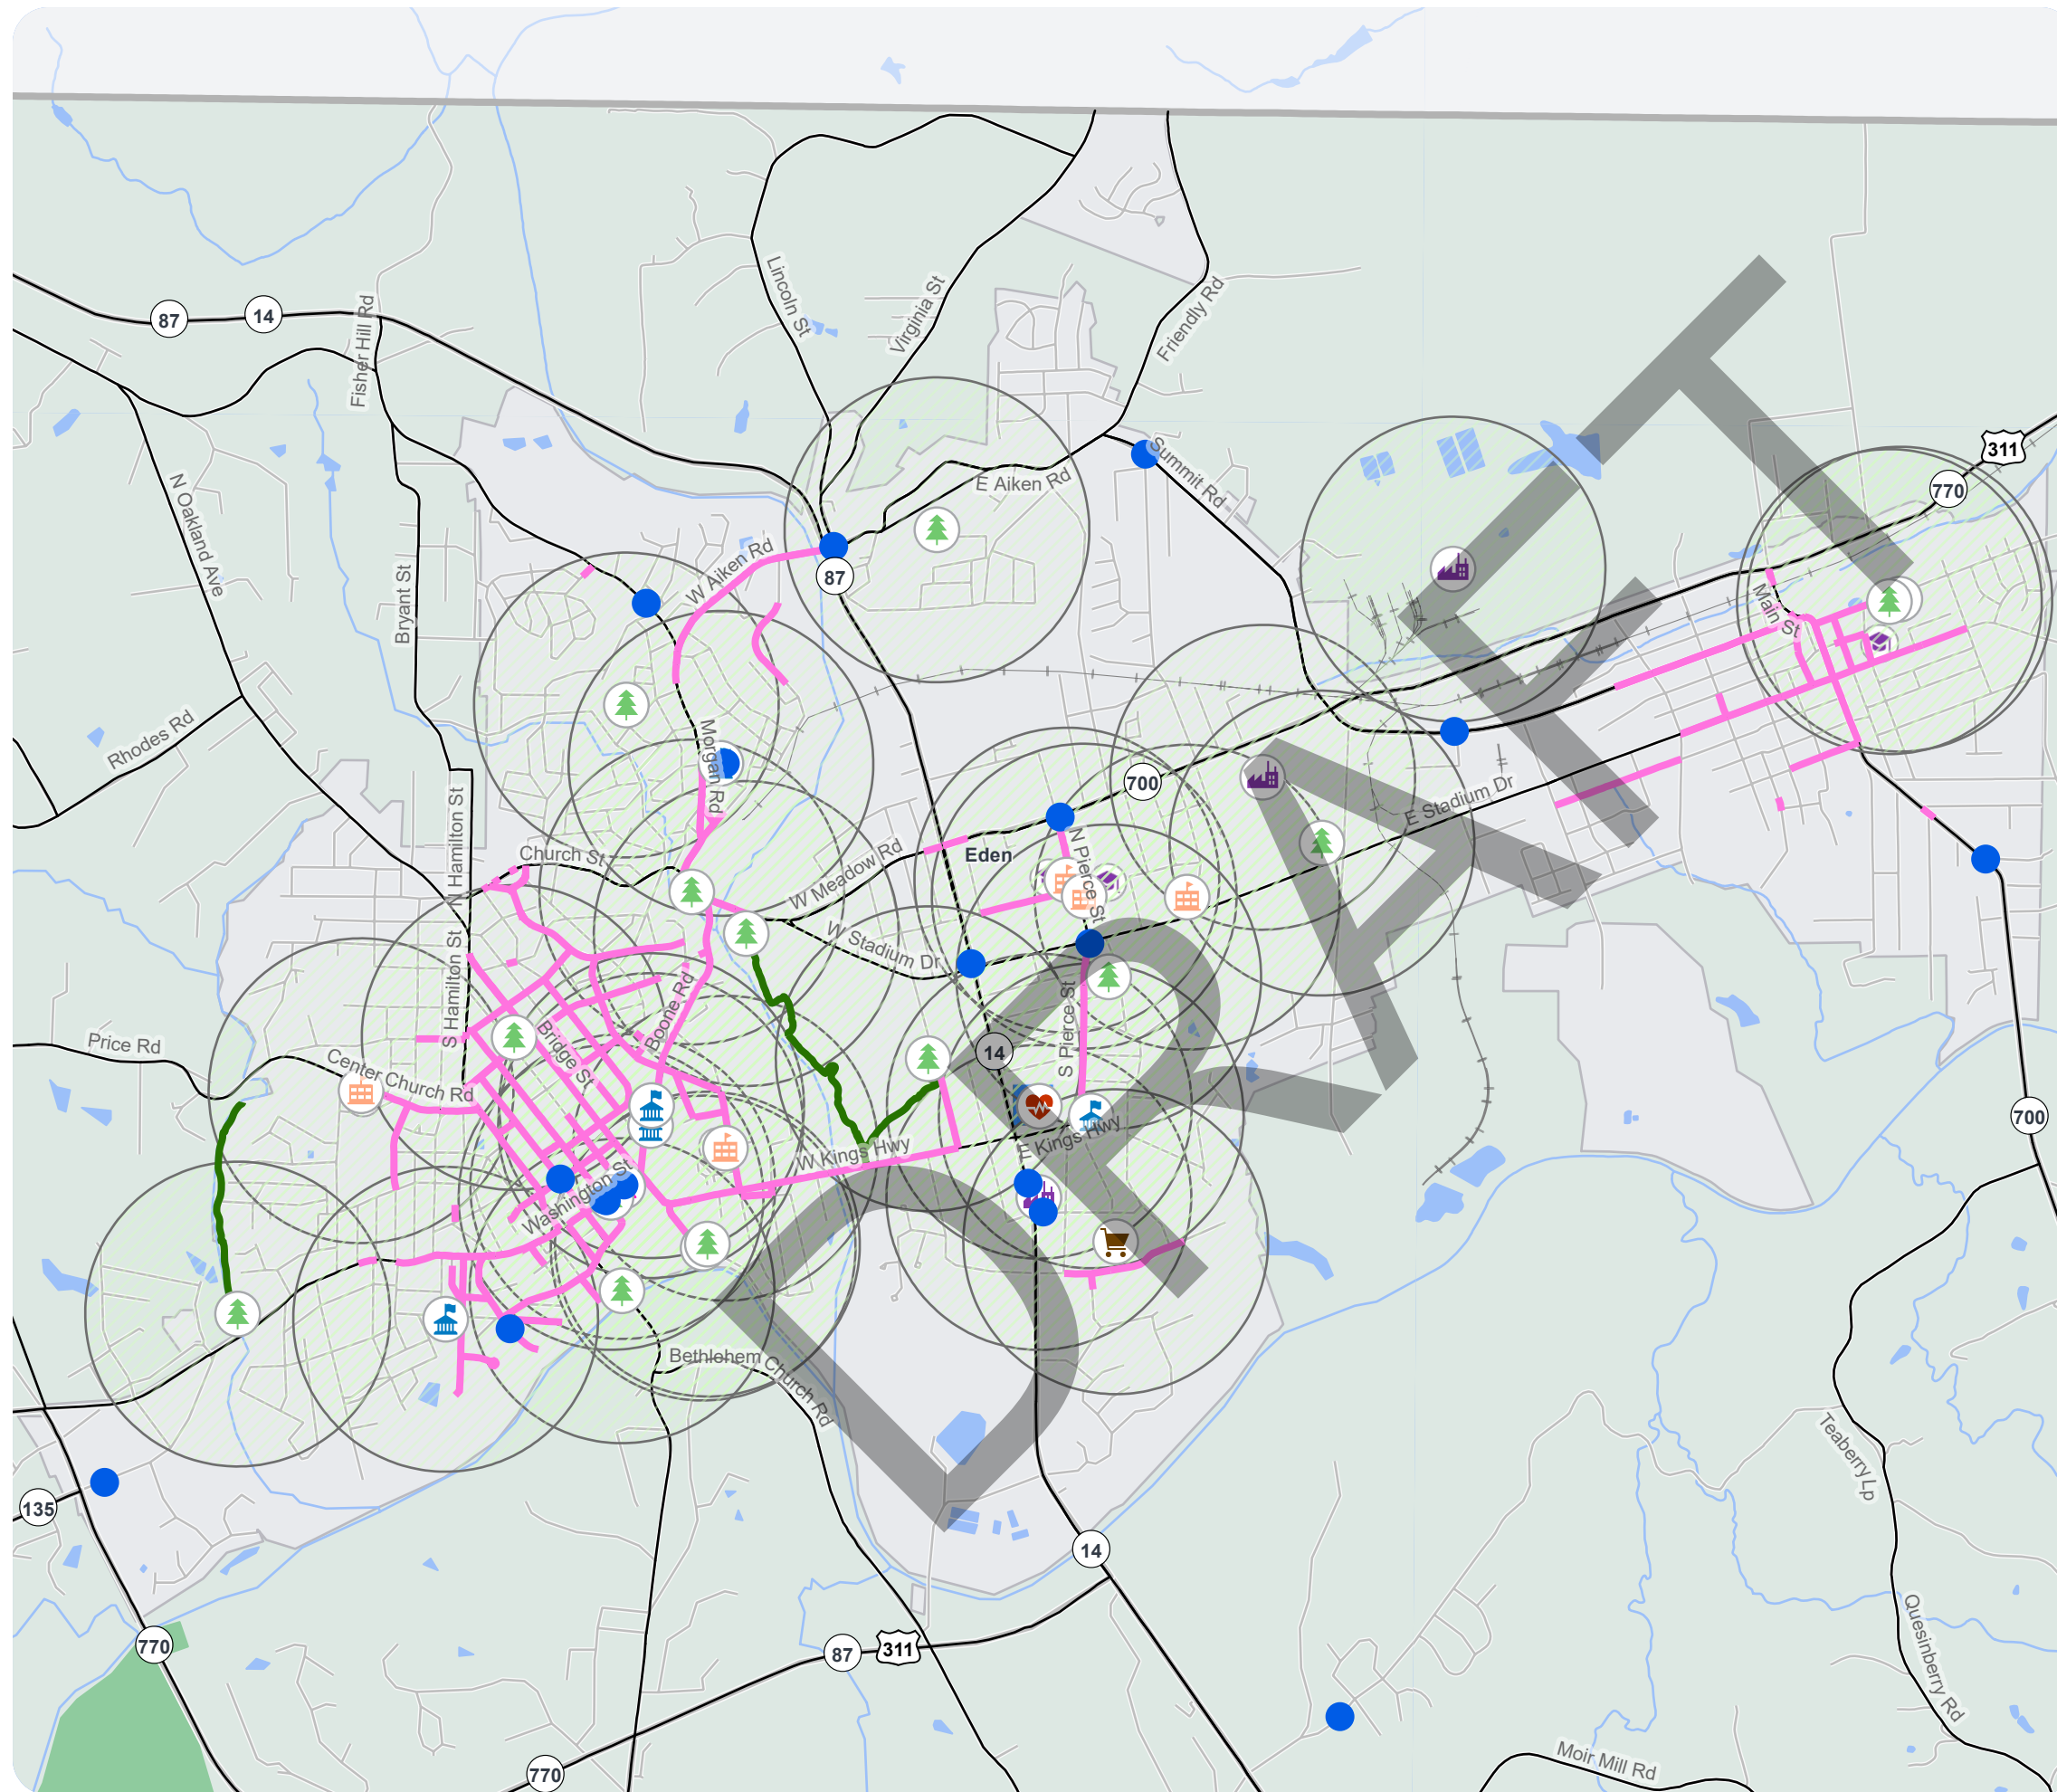 87
14
Fisher Hill Rd
Lincoln St
Virginia St
Friendly Rd
311
770
N Oakland Ave
E Aiken Rd
Summit Rd
W Aiken Rd
87
Bryant St
Main St
Rhodes Rd
Morgan Rd
700
E Stadium Dr
N Hamilton St
Church St
W Meadow Rd
Eden
N Pierce St
W Stadium Dr
S Hamilton St
Boone Rd
S Pierce St
Price Rd
Center Church Rd
Bridge St
14
700
W Kings Hwy
E Kings Hwy
Washington St
Bethlehem Church Rd
DRAFT
135
14
Teaberry Lp
770
87
311
Quesinberry Rd
770
Moir Mill Rd